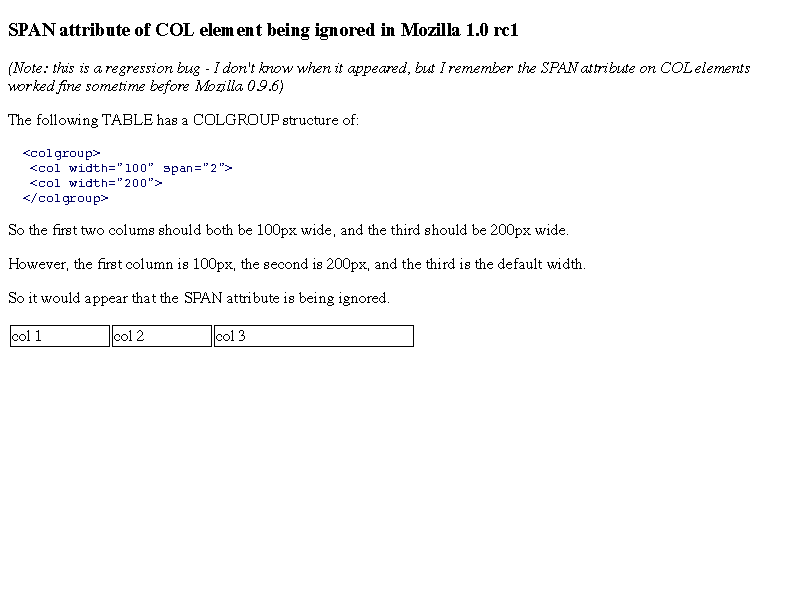 SPAN attribute of COL element being ignored in Mozilla 1.0 rc1
(Note: this is a regression bug - I don't know when it appeared, but I remember the SPAN attribute on COL elements
worked fine sometime before Mozilla 0.9.6)
The following TABLE has a COLGROUP structure of:
<colgroup>
<col width="100" span="2">
<col width="200">
</colgroup>
So the first two colums should both be 100px wide, and the third should be 200px wide.
However, the first column is 100px, the second is 200px, and the third is the default width.
So it would appear that the SPAN attribute is being ignored.
col 1 col 2 col 3